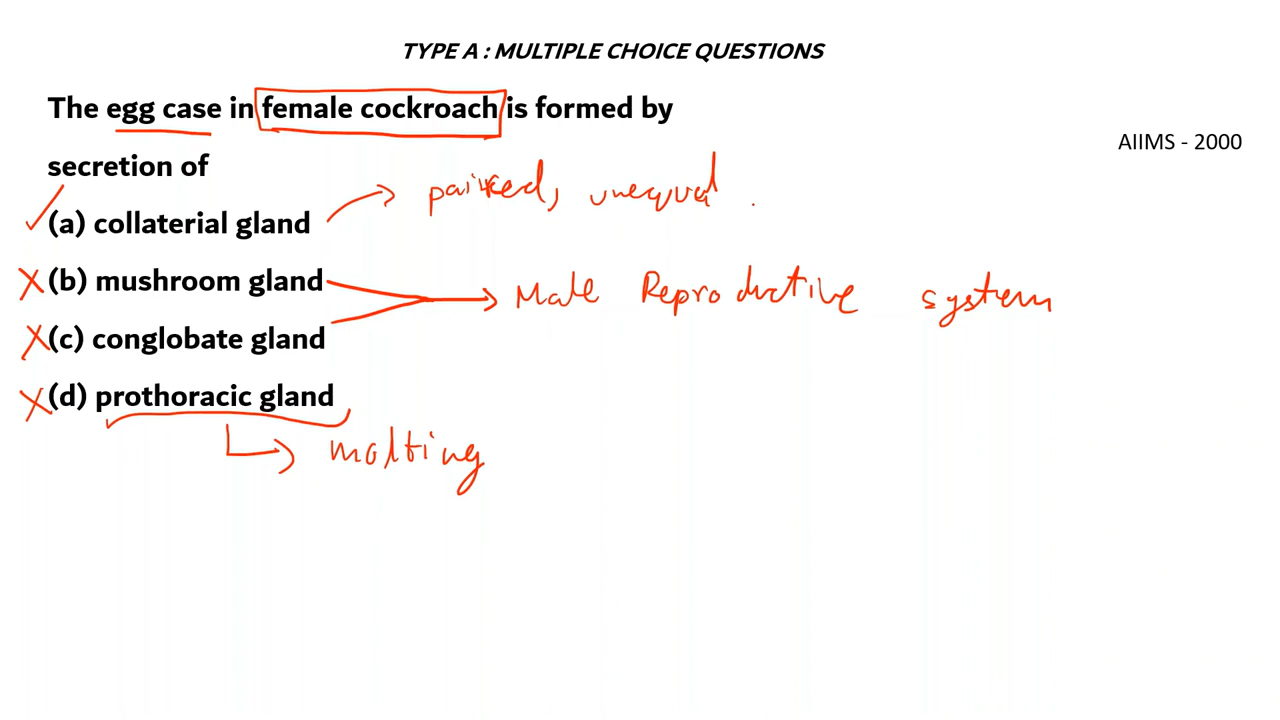 TYPE A : MULTIPLE CHOICE QUESTIONS
The egg case in female cockroach is formed by
AIIMS - 2000
secretion of
paired, unequal .
(a) collaterial gland
(b) mushroom gland
Male Reproductive system
(c) conglobate gland
(d) prothoracic gland
molting